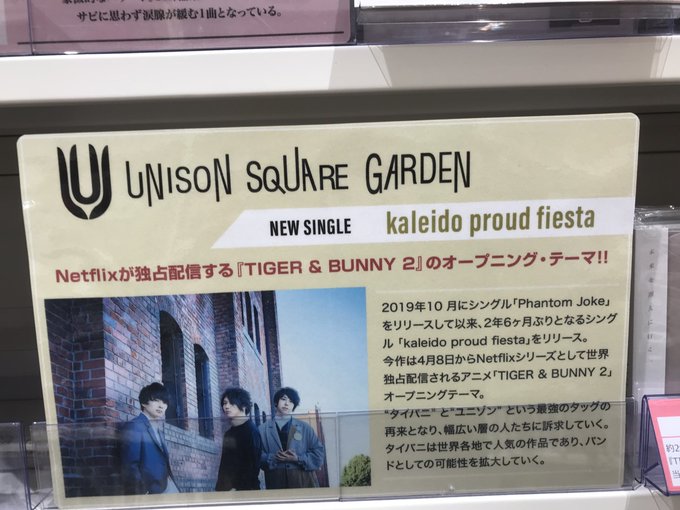 サビに思わず涙腺が緩む1曲となっている。
UNISON SQUARE GARDEN
NEW SINGLE kaleido proud fiesta
Netflixが独占配信する『TIGER & BUNNY 2』のオープニング・テーマ!!
2019年10月にシングル「Phantom Joke」
をリリースして以来、2年6ヶ月ぶりとなるシング
ル「kaleido proud fiesta」をリリース。
今作は4月8日からNetflixシリーズとして世界
独占配信されるアニメ「TIGER & BUNNY 2」
オープニングテーマ。
“タイバニ”と“ユニゾン”という最強のタッグの
再来となり、幅広い層の人たちに訴求していく。
タイバニは世界各地で人気の作品であり、バン
ドとしての可能性を拡大していく。
約2
『T
当